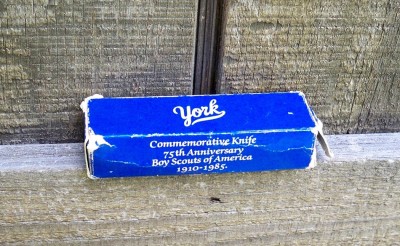 York
Commemorative Knife
75th Anniversary
Boy Scouts of America
1910-1985.